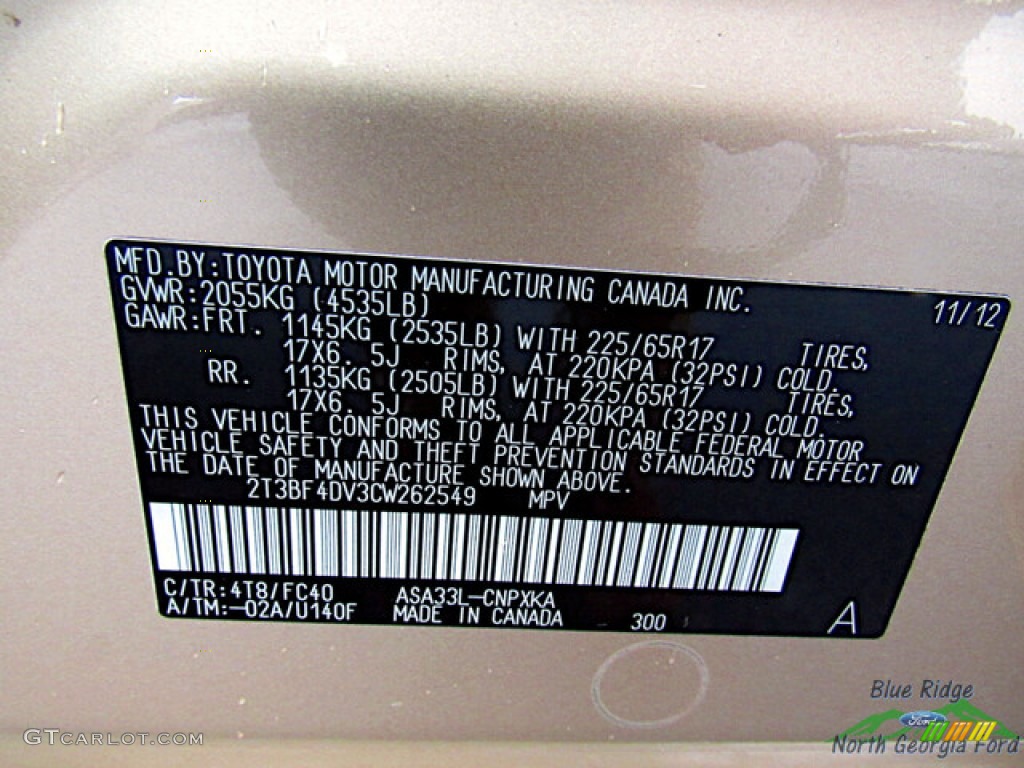 MFD.BY:TOYOTA MOTOR MANUFACTURING CANADA INC.
GVWR:2055KG (4535LB) 11/12
GAWR:FRT. 1145KG (2535LB) WITH 225/65R17 TIRES,
17X6. 5J RIMS, AT 220KPA (32PSI) COLD.
RR. 1135KG (2505LB) WITH 225/65R17 TIRES,
17X6. 5J RIMS, AT 220KPA (32PSI) COLD.
THIS VEHICLE CONFORMS TO ALL APPLICABLE FEDERAL MOTOR
VEHICLE SAFETY AND THEFT PREVENTION STANDARDS IN EFFECT ON
THE DATE OF MANUFACTURE SHOWN ABOVE.
2T3BF4DV3CW262549 MPV
C/TR:4T8/FC40 ASA33L-CNPXKA
A/TM:-02A/U140F MADE IN CANADA 300 A
Blue Ridge
Ford
North Georgia Ford
GTCARLOT.COM